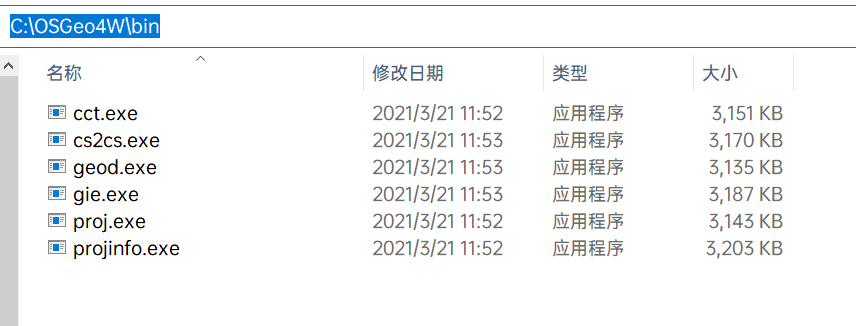 C:\OSGeo4W\bin
名称 修改日期 类型 大小
cct.exe 2021/3/21 11:52 应用程序 3,151 KB
cs2cs.exe 2021/3/21 11:53 应用程序 3,170 KB
geod.exe 2021/3/21 11:53 应用程序 3,135 KB
gie.exe 2021/3/21 11:53 应用程序 3,187 KB
proj.exe 2021/3/21 11:52 应用程序 3,143 KB
projinfo.exe 2021/3/21 11:52 应用程序 3,203 KB